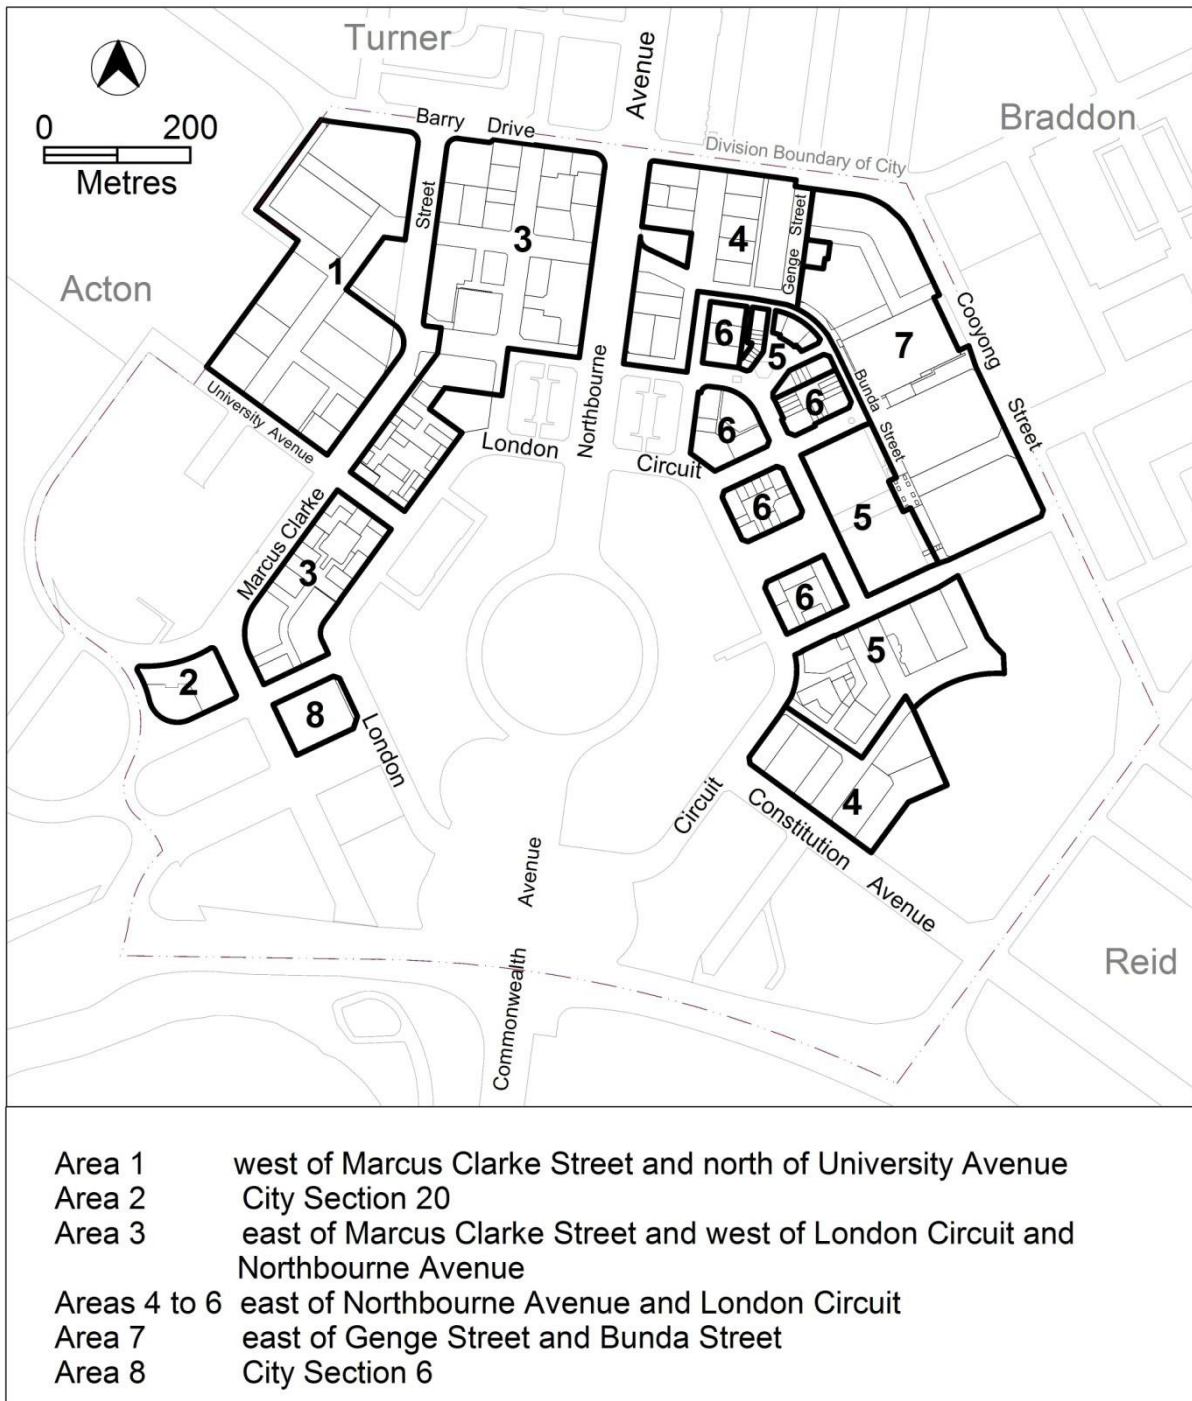 Turner
Avenue
Braddon
0 200
Metres
Barry Drive
Division Boundary of City
Street
Genge Street
3
4
1
Acton
Cooyong Street
7
6
5
6
Bunda Street
6
University Avenue
Northbourne
London Circuit
6
5
Marcus Clarke
3
6
5
2
8
London
Circuit
4
Constitution Avenue
Avenue
Commonwealth
Reid
Area 1 west of Marcus Clarke Street and north of University Avenue
Area 2 City Section 20
Area 3 east of Marcus Clarke Street and west of London Circuit and
Northbourne Avenue
Areas 4 to 6 east of Northbourne Avenue and London Circuit
Area 7 east of Genge Street and Bunda Street
Area 8 City Section 6